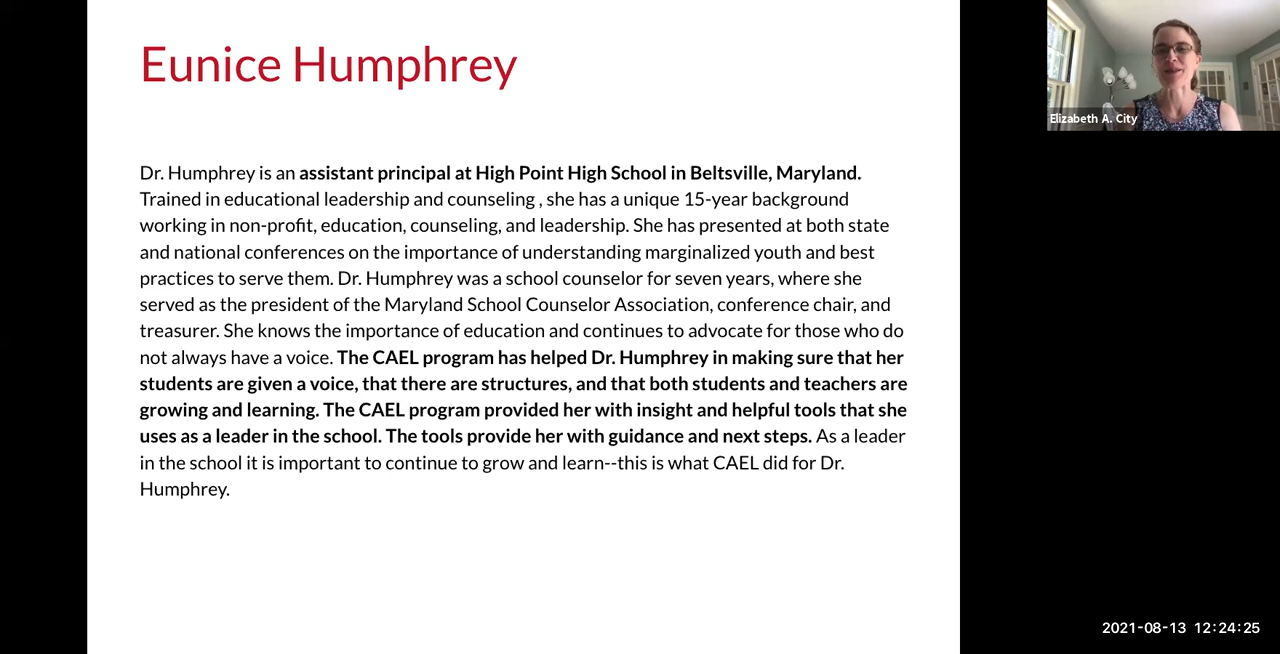 Eunice Humphrey
Dr. Humphrey is an assistant principal at High Point High School in Beltsville, Maryland.
Trained in educational leadership and counseling , she has a unique 15-year background
working in non-profit, education, counseling, and leadership. She has presented at both state
and national conferences on the importance of understanding marginalized youth and best
practices to serve them. Dr. Humphrey was a school counselor for seven years, where she
served as the president of the Maryland School Counselor Association, conference chair, and
treasurer. She knows the importance of education and continues to advocate for those who do
not always have a voice. The CAEL program has helped Dr. Humphrey in making sure that her
students are given a voice, that there are structures, and that both students and teachers are
growing and learning. The CAEL program provided her with insight and helpful tools that she
uses as a leader in the school. The tools provide her with guidance and next steps. As a leader
in the school it is important to continue to grow and learn--this is what CAEL did for Dr.
Humphrey.
Elizabeth A. City
2021-08-13 12:24:25